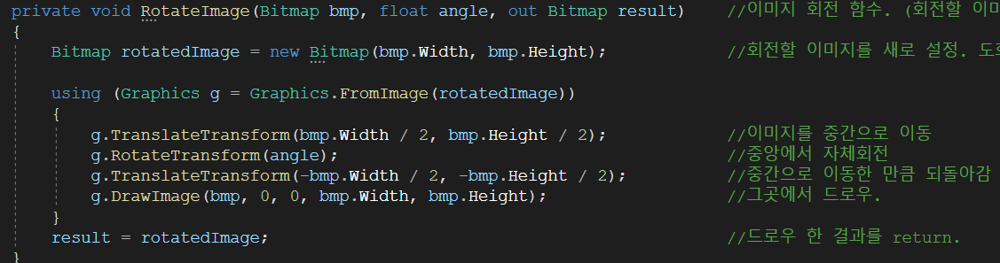 private void RotateImage(Bitmap bmp, float angle, out Bitmap result) //이미지 회전 함수. (회전할
{
Bitmap rotatedImage = new Bitmap(bmp.Width, bmp.Height); //회전할 이미지를 새로 설정.
using (Graphics g = Graphics.FromImage(rotatedImage))
{
g.TranslateTransform(bmp.Width / 2, bmp.Height / 2); //이미지를 중간으로 이동
g.RotateTransform(angle); //중앙에서 자체회전
g.TranslateTransform(-bmp.Width / 2, -bmp.Height / 2); //중간으로 이동한 만큼 되돌아감
g.DrawImage(bmp, 0, 0, bmp.Width, bmp.Height); //그곳에서 드로우.
}
result = rotatedImage; //드로우 한 결과를 return.
}